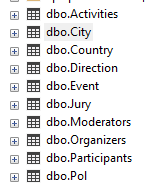 dbo.Activities
dbo.City
dbo.Country
dbo.Direction
dbo.Event
dbo.Jury
dbo.Moderators
dbo.Organizers
dbo.Participants
dbo.Pol